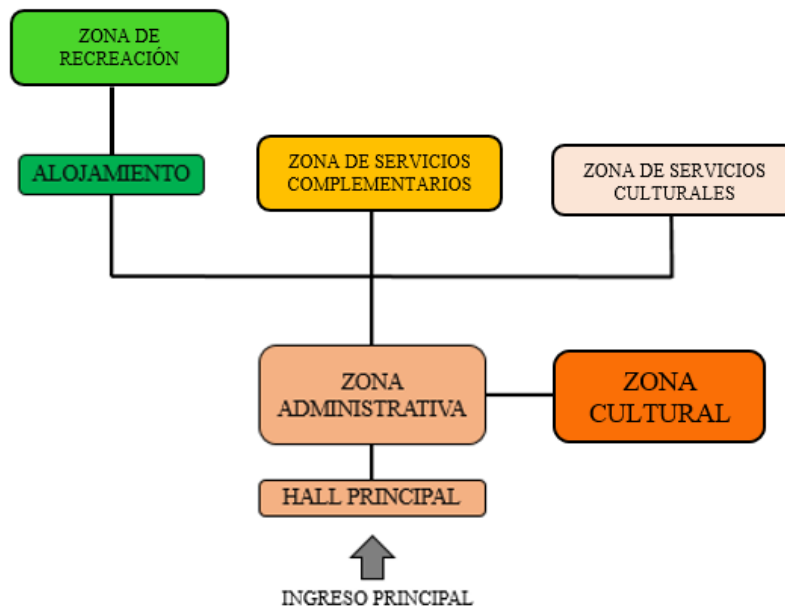 ZONA DE
RECREACIÓN
ALOJAMIENTO
ZONA DE SERVICIOS
COMPLEMENTARIOS
ZONA DE SERVICIOS
CULTURALES
ZONA
ADMINISTRATIVA
ZONA
CULTURAL
HALL PRINCIPAL
INGRESO PRINCIPAL